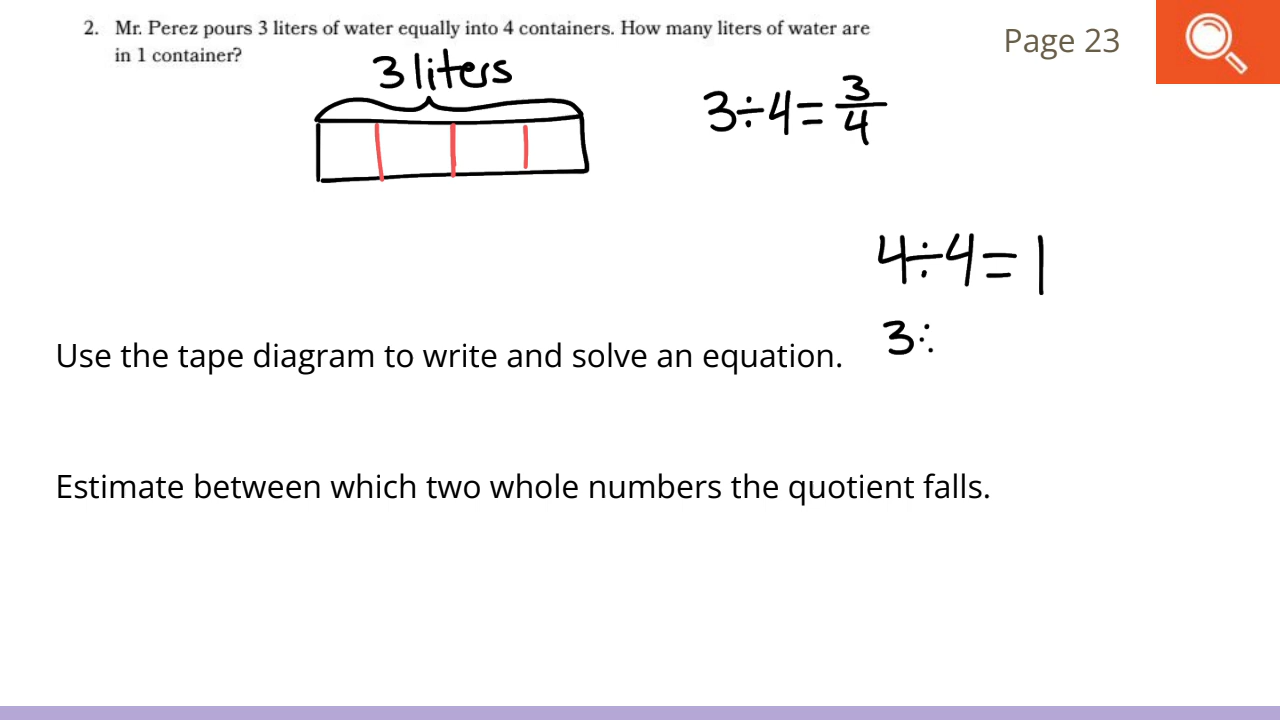 2. Mr. Perez pours 3 liters of water equally into 4 containers. How many liters of water are
in 1 container?
Page 23
3 liters
3÷4=3/4
4÷4=1
3÷
Use the tape diagram to write and solve an equation.
Estimate between which two whole numbers the quotient falls.